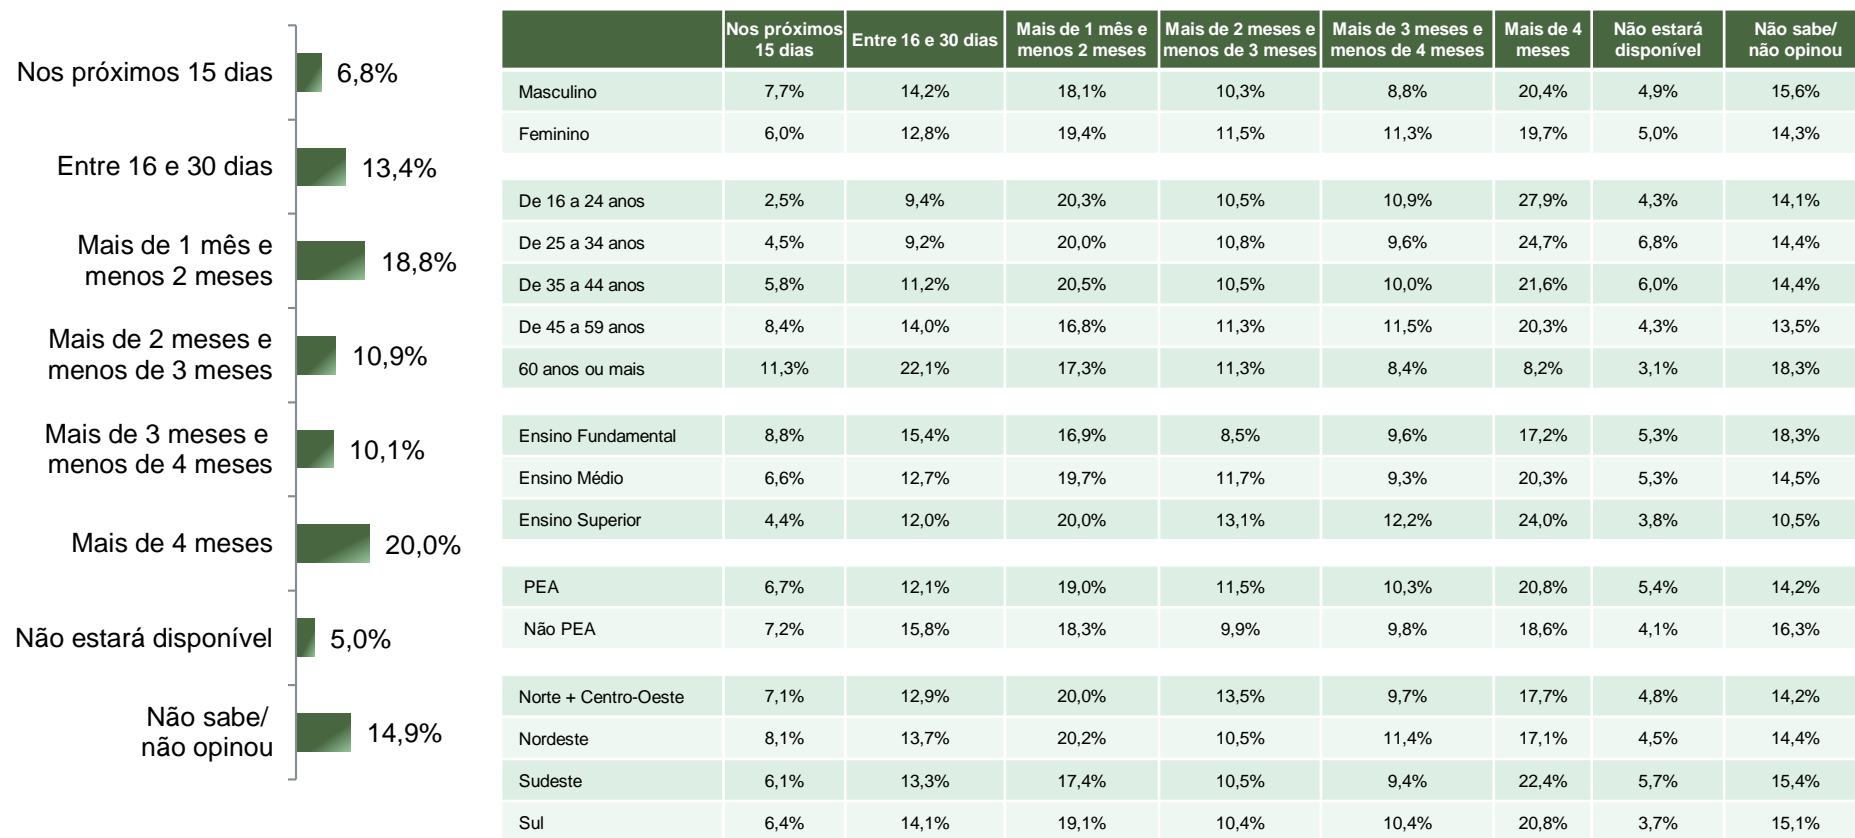 Nos próximos 15 dias 6,8%
Entre 16 e 30 dias 13,4%
Mais de 1 mês e
menos 2 meses 18,8%
Mais de 2 meses e
menos de 3 meses 10,9%
Mais de 3 meses e
menos de 4 meses 10,1%
Mais de 4 meses 20,0%
Não estará disponível 5,0%
Não sabe/
não opinou 14,9%
Nos próximos 15 dias Entre 16 e 30 dias Mais de 1 mês e menos 2 meses Mais de 2 meses e menos de 3 meses Mais de 3 meses e menos de 4 meses Mais de 4 meses Não estará disponível Não sabe/ não opinou
Masculino 7,7% 14,2% 18,1% 10,3% 8,8% 20,4% 4,9% 15,6%
Feminino 6,0% 12,8% 19,4% 11,5% 11,3% 19,7% 5,0% 14,3%
De 16 a 24 anos 2,5% 9,4% 20,3% 10,5% 10,9% 27,9% 4,3% 14,1%
De 25 a 34 anos 4,5% 9,2% 20,0% 10,8% 9,6% 24,7% 6,8% 14,4%
De 35 a 44 anos 5,8% 11,2% 20,5% 10,5% 10,0% 21,6% 6,0% 14,4%
De 45 a 59 anos 8,4% 14,0% 16,8% 11,3% 11,5% 20,3% 4,3% 13,5%
60 anos ou mais 11,3% 22,1% 17,3% 11,3% 8,4% 8,2% 3,1% 18,3%
Ensino Fundamental 8,8% 15,4% 16,9% 8,5% 9,6% 17,2% 5,3% 18,3%
Ensino Médio 6,6% 12,7% 19,7% 11,7% 9,3% 20,3% 5,3% 14,5%
Ensino Superior 4,4% 12,0% 20,0% 13,1% 12,2% 24,0% 3,8% 10,5%
PEA 6,7% 12,1% 19,0% 11,5% 10,3% 20,8% 5,4% 14,2%
Não PEA 7,2% 15,8% 18,3% 9,9% 9,8% 18,6% 4,1% 16,3%
Norte + Centro-Oeste 7,1% 12,9% 20,0% 13,5% 9,7% 17,7% 4,8% 14,2%
Nordeste 8,1% 13,7% 20,2% 10,5% 11,4% 17,1% 4,5% 14,4%
Sudeste 6,1% 13,3% 17,4% 10,5% 9,4% 22,4% 5,7% 15,4%
Sul 6,4% 14,1% 19,1% 10,4% 10,4% 20,8% 3,7% 15,1%